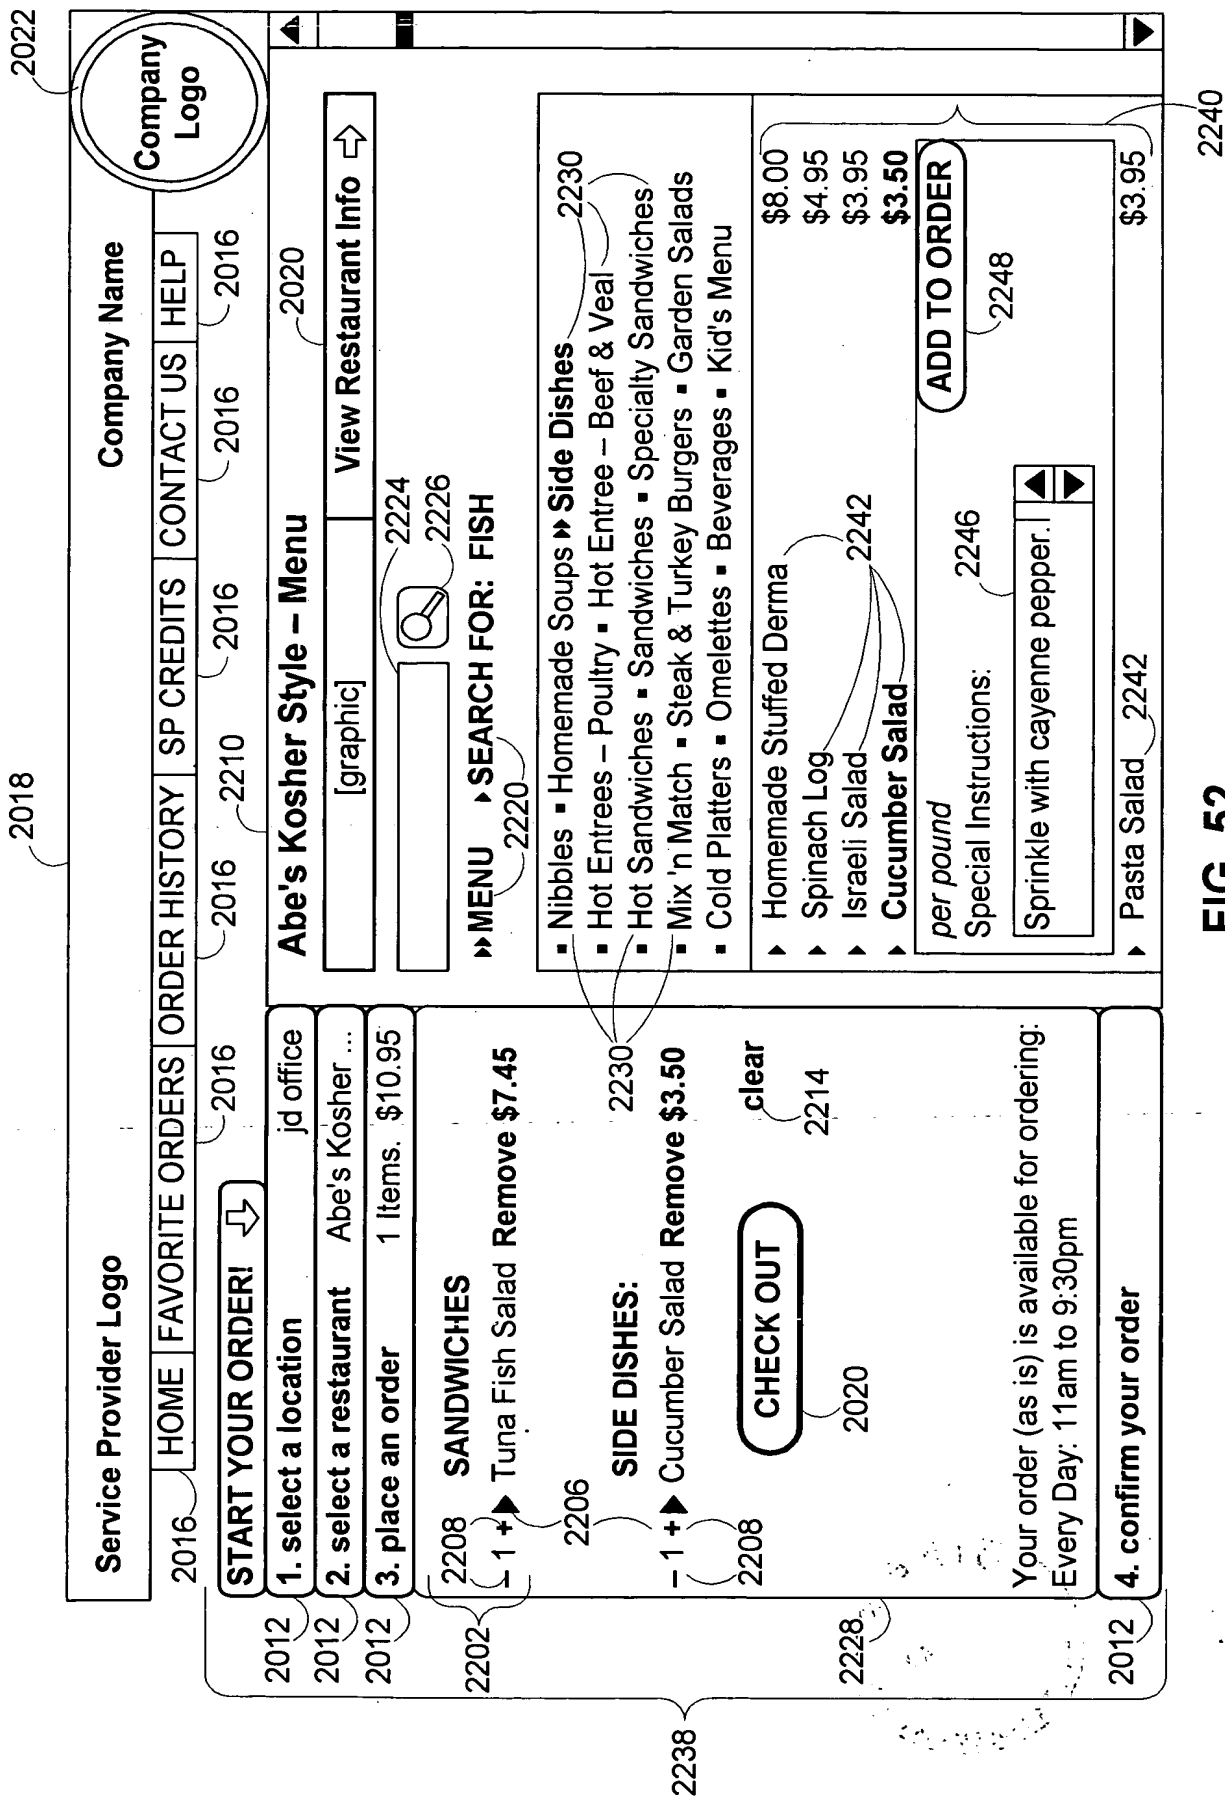 2018
2022
Service Provider Logo
Company Name
Company
Logo
HOME
FAVORITE ORDERS
ORDER HISTORY
SP CREDITS
CONTACT US
HELP
2016
2016
2016
2016
2016
2016
START YOUR ORDER!
2012
1. select a location jd office
2012
2. select a restaurant Abe's Kosher ...
2012
3. place an order 1 Items. $10.95
2202
2208
SANDWICHES
– 1 + Tuna Fish Salad Remove $7.45
2206
SIDE DISHES:
– 1 + Cucumber Salad Remove $3.50
2208
2230
CHECK OUT
2020
clear
2214
2228
Your order (as is) is available for ordering:
Every Day: 11am to 9:30pm
2012
4. confirm your order
2238
2210
2020
Abe's Kosher Style – Menu
[graphic]
View Restaurant Info
2224
2226
MENU SEARCH FOR: FISH
2220
▪ Nibbles ▪ Homemade Soups Side Dishes
2230
▪ Hot Entrees – Poultry ▪ Hot Entree – Beef & Veal
▪ Hot Sandwiches ▪ Sandwiches ▪ Specialty Sandwiches
▪ Mix 'n Match ▪ Steak & Turkey Burgers ▪ Garden Salads
▪ Cold Platters ▪ Omelettes ▪ Beverages ▪ Kid's Menu
Homemade Stuffed Derma $8.00
Spinach Log $4.95
2242
Israeli Salad $3.95
Cucumber Salad $3.50
per pound
ADD TO ORDER
Special Instructions:
2246
2248
Sprinkle with cayenne pepper.
Pasta Salad 2242 $3.95
2240
FIG. 52